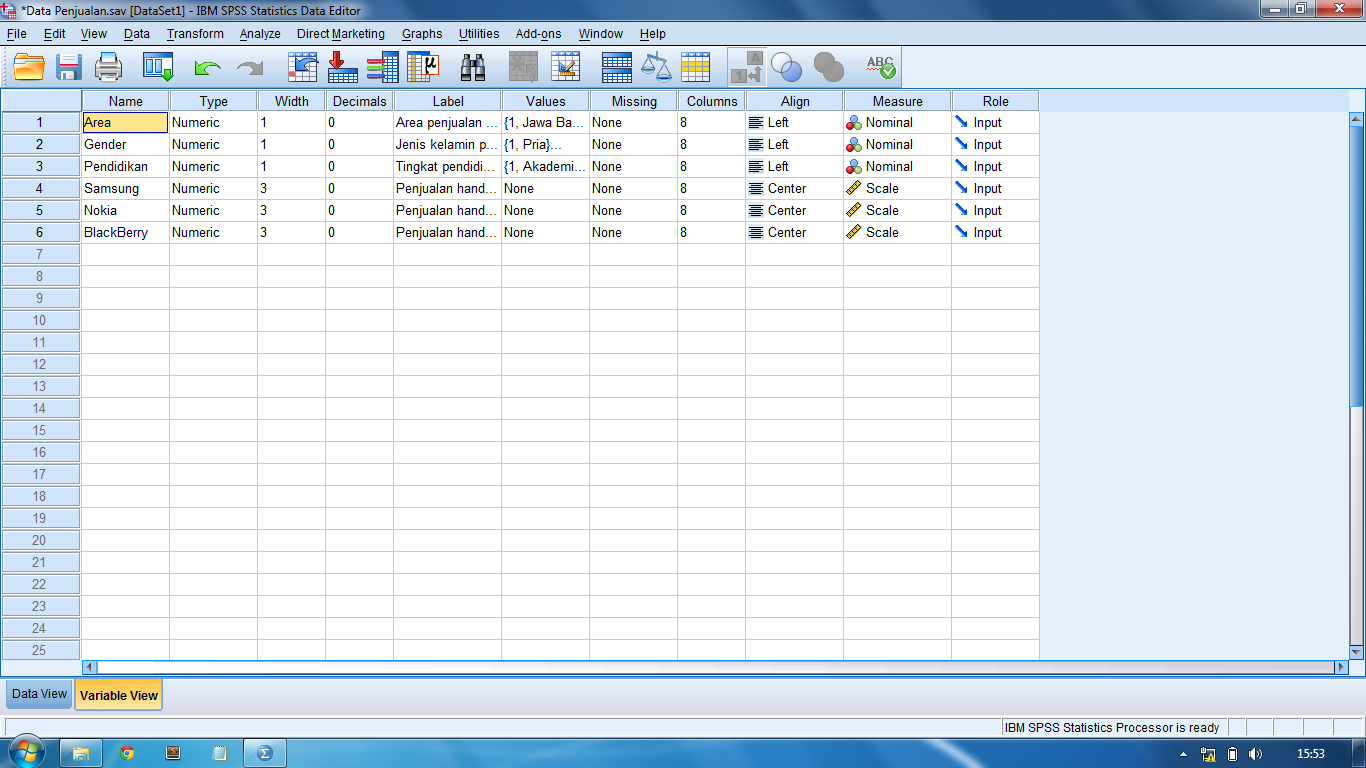 *Data Penjualan.sav [DataSet1] - IBM SPSS Statistics Data Editor
File Edit View Data Transform Analyze Direct Marketing Graphs Utilities Add-ons Window Help
Name Type Width Decimals Label Values Missing Columns Align Measure Role
1 Area Numeric 1 0 Area penjualan ... {1, Jawa Ba... None 8 Left Nominal Input
2 Gender Numeric 1 0 Jenis kelamin p... {1, Pria}... None 8 Left Nominal Input
3 Pendidikan Numeric 1 0 Tingkat pendidi... {1, Akademi... None 8 Left Nominal Input
4 Samsung Numeric 3 0 Penjualan hand... None None 8 Center Scale Input
5 Nokia Numeric 3 0 Penjualan hand... None None 8 Center Scale Input
6 BlackBerry Numeric 3 0 Penjualan hand... None None 8 Center Scale Input
7
8
9
10
11
12
13
14
15
16
17
18
19
20
21
22
23
24
25
Data View Variable View
IBM SPSS Statistics Processor is ready
15:53